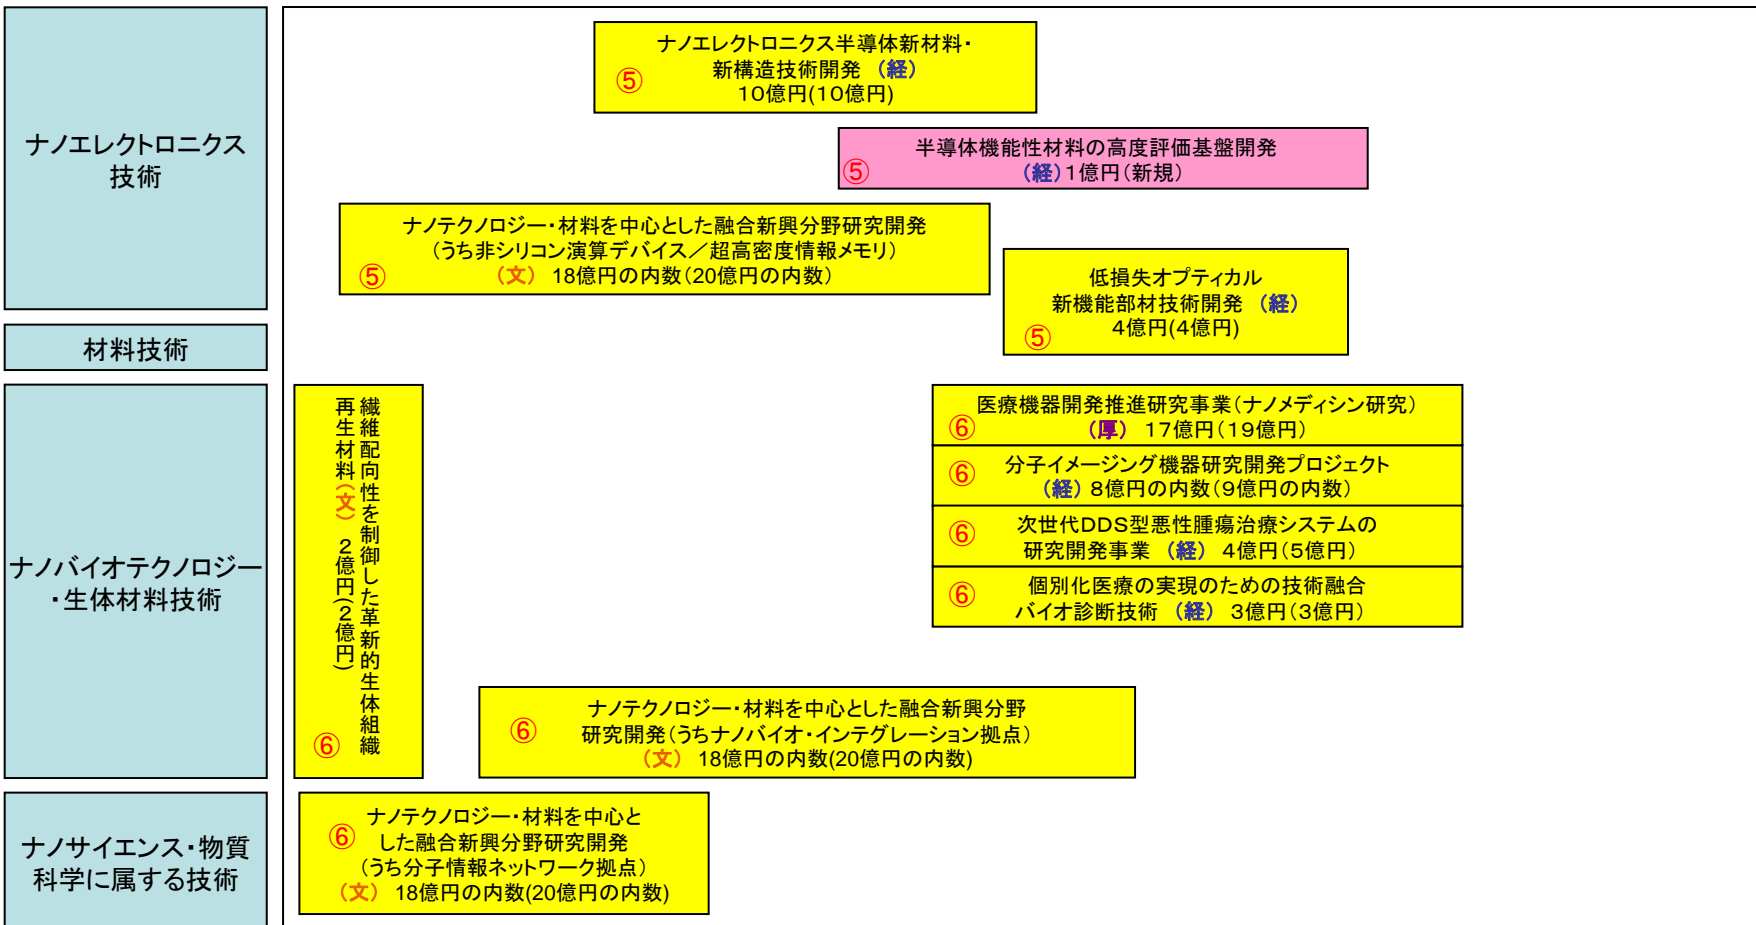 ナノエレクトロニクス
技術
材料技術
ナノバイオテクノロジー
・生体材料技術
ナノサイエンス・物質
科学に属する技術
ナノエレクトロニクス半導体新材料・
新構造技術開発 (経)
⑤
10億円(10億円)
半導体機能性材料の高度評価基盤開発
⑤ (経)1億円(新規)
ナノテクノロジー・材料を中心とした融合新興分野研究開発
(うち非シリコン演算デバイス/超高密度情報メモリ)
⑤ (文) 18億円の内数(20億円の内数)
低損失オプティカル
新機能部材技術開発 (経)
⑤ 4億円(4億円)
繊維配向性を制御した革新的生体組織
再生材料(文) 2億円(2億円)
⑥
医療機器開発推進研究事業(ナノメディシン研究)
⑥ (厚) 17億円(19億円)
⑥ 分子イメージング機器研究開発プロジェクト
(経) 8億円の内数(9億円の内数)
⑥ 次世代DDS型悪性腫瘍治療システムの
研究開発事業 (経) 4億円(5億円)
⑥ 個別化医療の実現のための技術融合
バイオ診断技術 (経) 3億円(3億円)
ナノテクノロジー・材料を中心とした融合新興分野
⑥ 研究開発(うちナノバイオ・インテグレーション拠点)
(文) 18億円の内数(20億円の内数)
ナノテクノロジー・材料を中心と
⑥ した融合新興分野研究開発
(うち分子情報ネットワーク拠点)
(文) 18億円の内数(20億円の内数)